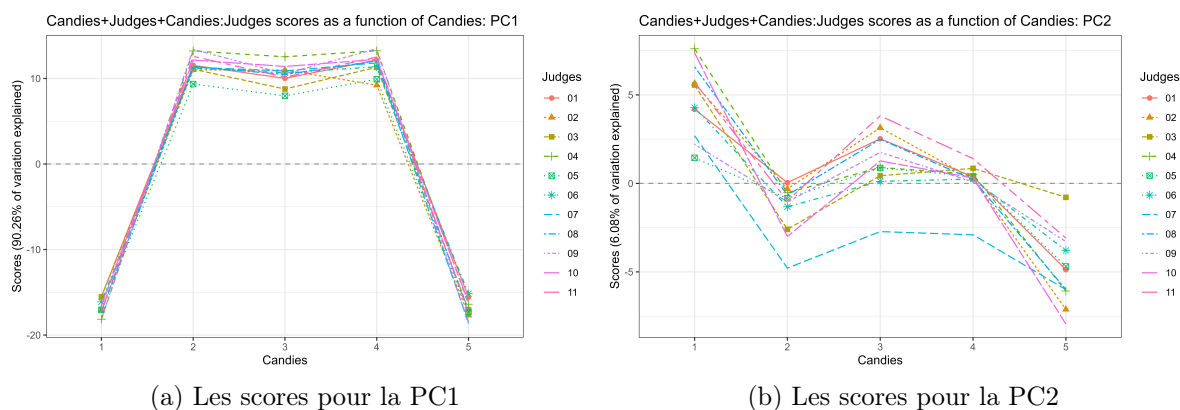 Candies+Judges+Candies:Judges scores as a function of Candies: PC1
Scores (90.26% of variation explained)
10
0
-10
-20
1 2 3 4 5
Candies
Judges
01
02
03
04
05
06
07
08
09
10
11
(a) Les scores pour la PC1
Candies+Judges+Candies:Judges scores as a function of Candies: PC2
Scores (6.08% of variation explained)
5
0
-5
1 2 3 4 5
Candies
Judges
01
02
03
04
05
06
07
08
09
10
11
(b) Les scores pour la PC2